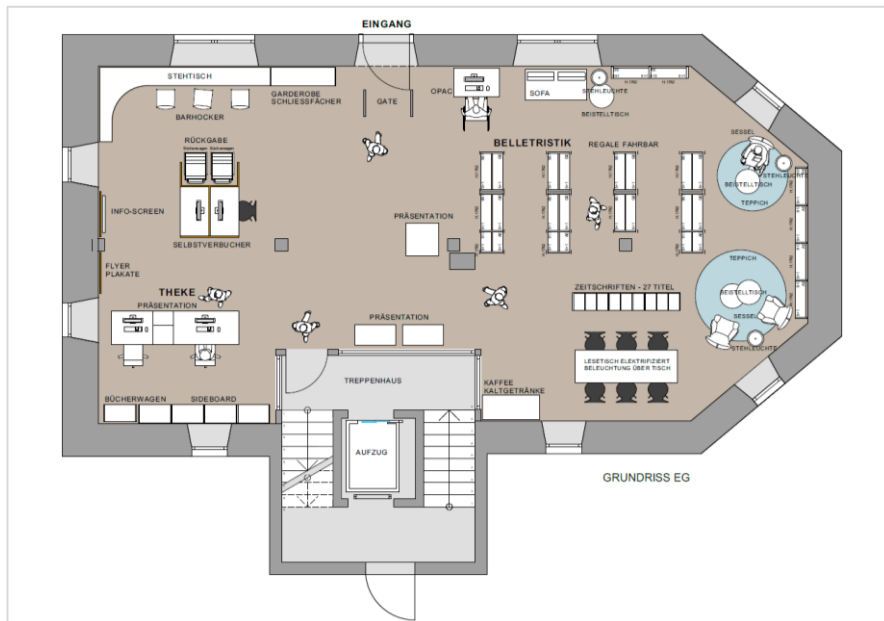 EINGANG
STEHTISCH
GARDEROBE
SCHLIESSFÄCHER
BARHOCKER
GATE
OPAC
SOFA
STEHLEUCHTE
BEISTELLTISCH
RÜCKGABE
BELLETRISTIK
REGALE FAHRBAR
SESSEL
STEHLEUCHTE
BEISTELLTISCH
TEPPICH
INFO-SCREEN
PRÄSENTATION
SELBSTVERBUCHER
FLYER
PLAKATE
TEPPICH
THEKE
PRÄSENTATION
ZEITSCHRIFTEN - 27 TITEL
BEISTELLTISCH
SESSEL
PRÄSENTATION
STEHLEUCHTE
LESETISCH ELEKTRIFIZIERT
BELEUCHTUNG ÜBER TISCH
TREPPENHAUS
KAFFEE
KALTGETRÄNKE
BÜCHERWAGEN
SIDEBOARD
AUFZUG
GRUNDRISS EG